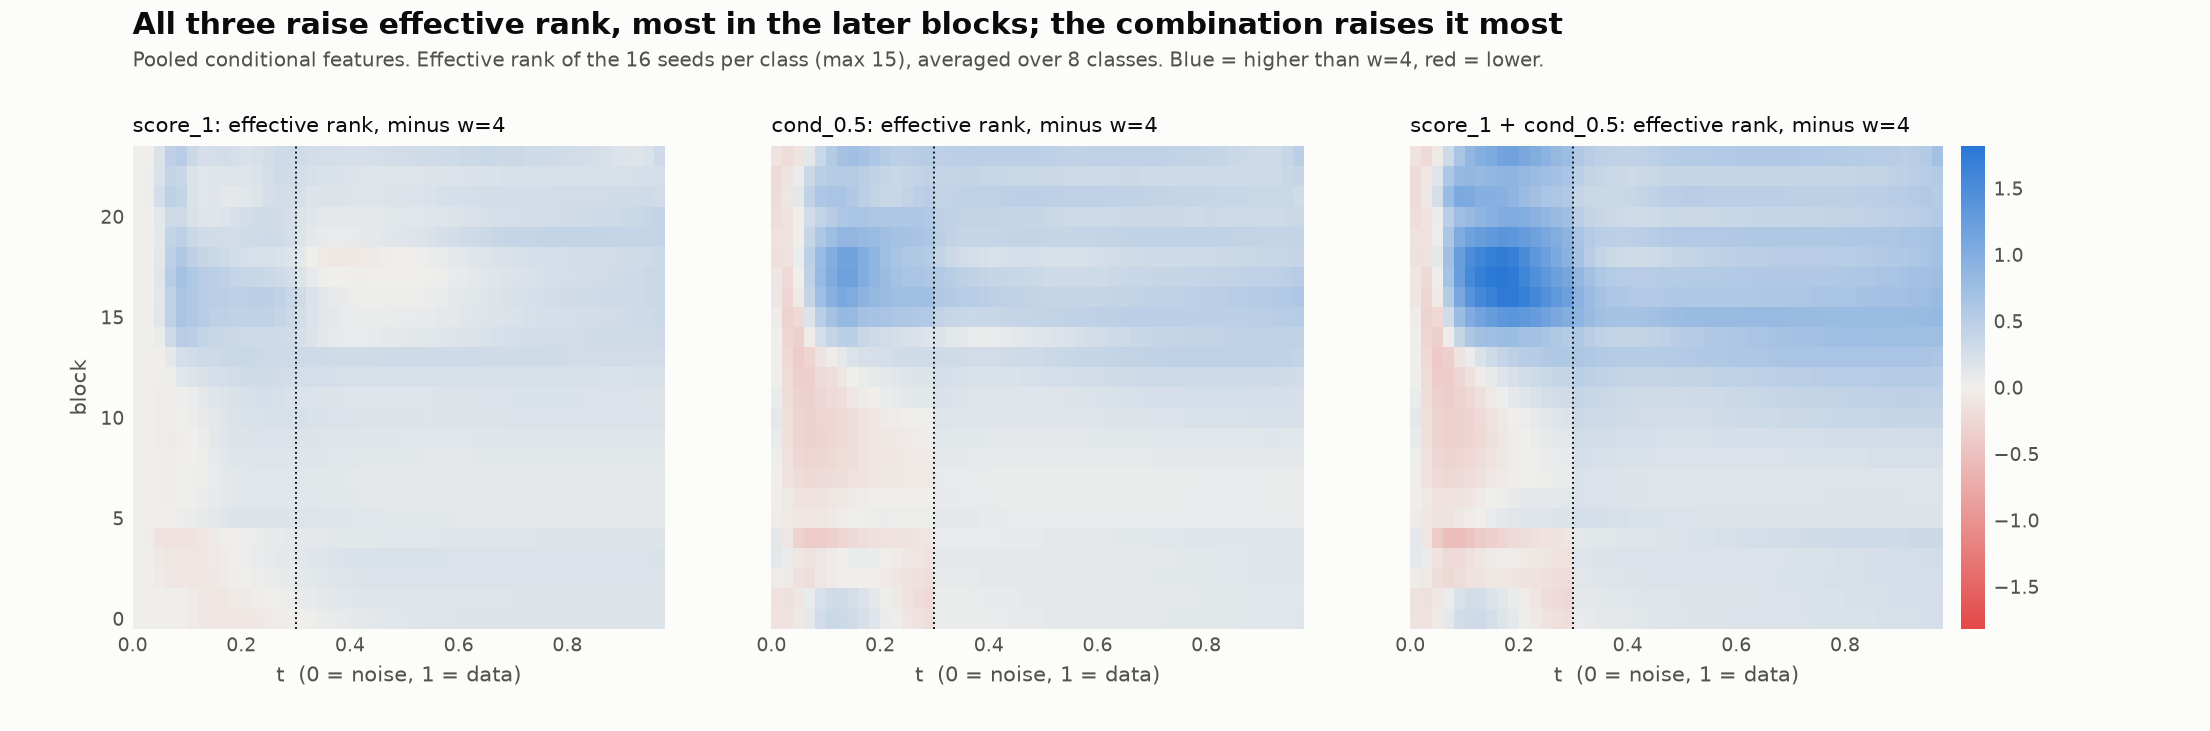 All three raise effective rank, most in the later blocks; the combination raises it most
Pooled conditional features. Effective rank of the 16 seeds per class (max 15), averaged over 8 classes. Blue = higher than w=4, red = lower.
score_1: effective rank, minus w=4
cond_0.5: effective rank, minus w=4
score_1 + cond_0.5: effective rank, minus w=4
block
20
15
10
5
0
0.0 0.2 0.4 0.6 0.8
t (0 = noise, 1 = data)
0.0 0.2 0.4 0.6 0.8
t (0 = noise, 1 = data)
0.0 0.2 0.4 0.6 0.8
t (0 = noise, 1 = data)
1.5
1.0
0.5
0.0
−0.5
−1.0
−1.5